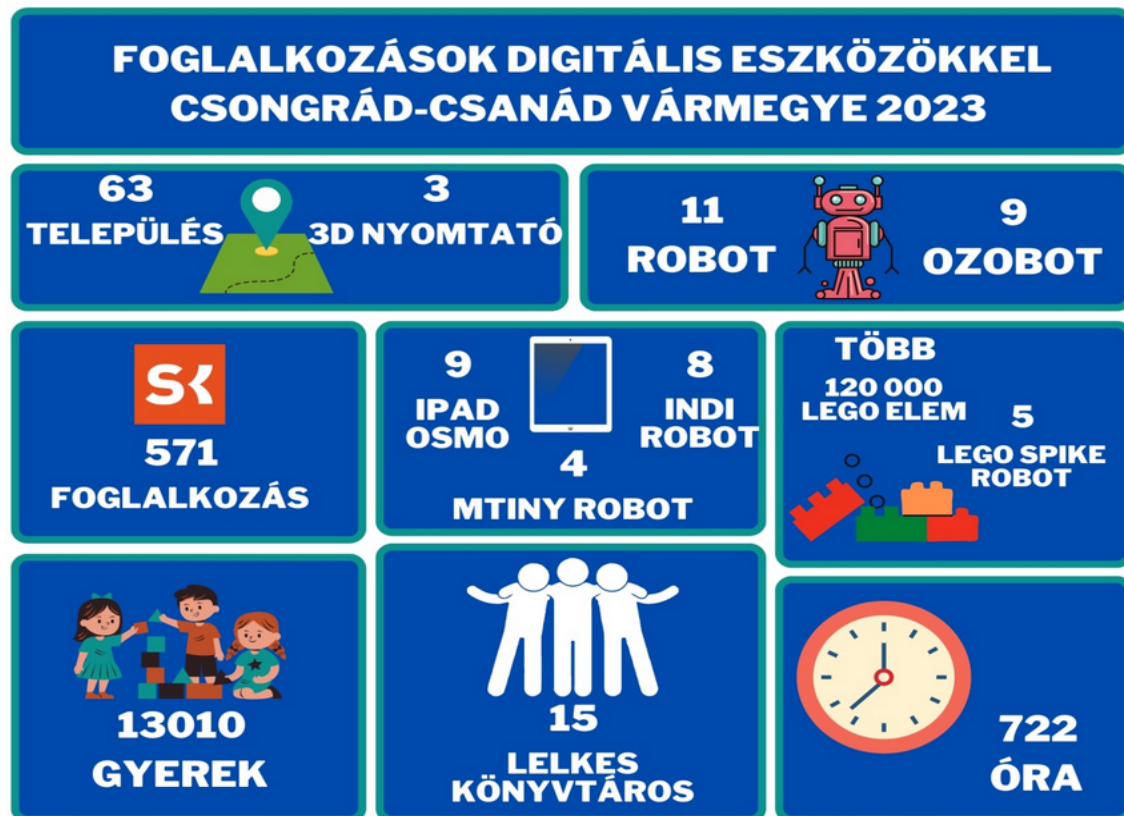 FOGLALKOZÁSOK DIGITÁLIS ESZKÖZÖKKEL
CSONGRÁD-CSANÁD VÁRMEGYE 2023
63
TELEPÜLÉS
3
3D NYOMTATÓ
11
ROBOT
9
OZOBOT
SK
571
FOGLALKOZÁS
9
IPAD
OSMO
8
INDI
ROBOT
4
MTINY ROBOT
TÖBB
120 000
LEGO ELEM
5
LEGO SPIKE
ROBOT
13010
GYEREK
15
LELKES
KÖNYVTÁROS
722
ÓRA